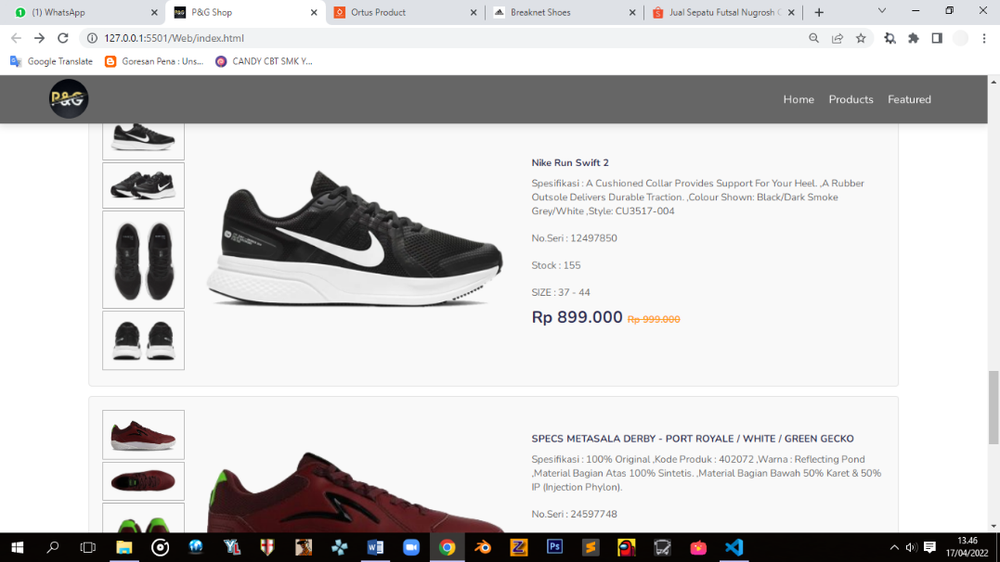 (1) WhatsApp
P&G Shop
Ortus Product
Breaknet Shoes
Jual Sepatu Futsal Nugrosh
127.0.0.1:5501/Web/index.html
Google Translate
Goresan Pena : Uns...
CANDY CBT SMK Y...
P&G
Home
Products
Featured
Nike Run Swift 2
Spesifikasi : A Cushioned Collar Provides Support For Your Heel. ,A Rubber
Outsole Delivers Durable Traction. ,Colour Shown: Black/Dark Smoke
Grey/White ,Style: CU3517-004
No.Seri : 12497850
Stock : 155
SIZE : 37 - 44
Rp 899.000 Rp 999.000
SPECS METASALA DERBY - PORT ROYALE / WHITE / GREEN GECKO
Spesifikasi : 100% Original ,Kode Produk : 402072 ,Warna : Reflecting Pond
,Material Bagian Atas 100% Sintetis. ,Material Bagian Bawah 50% Karet & 50%
IP (Injection Phylon).
No.Seri : 24597748
13.46
17/04/2022